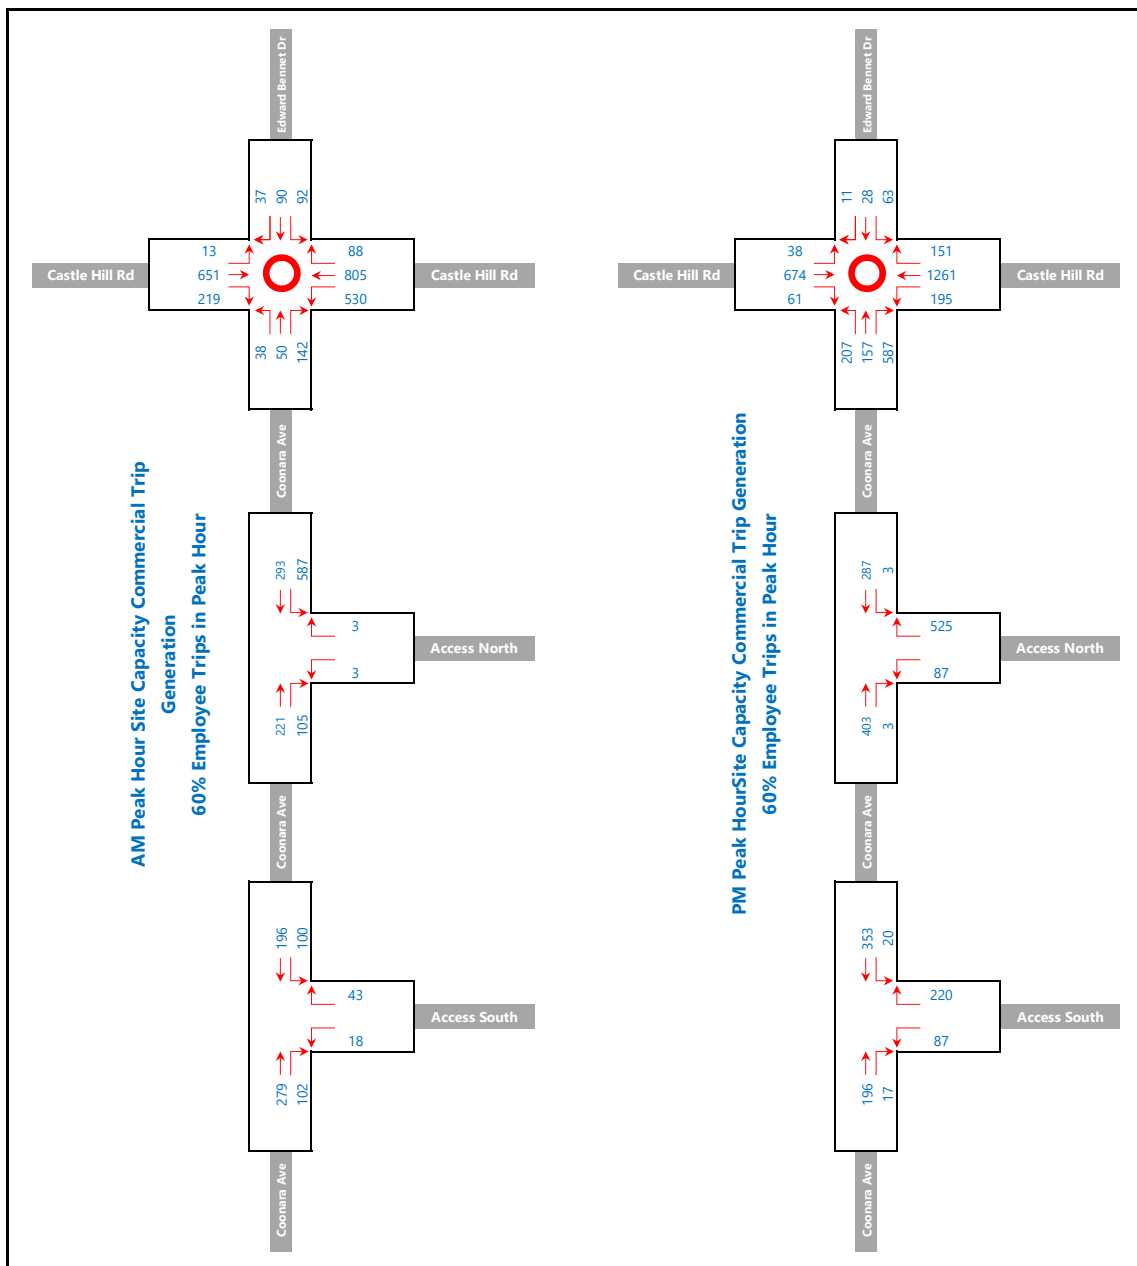 Edward Bennet Dr
37
90
92
13
651
219
Castle Hill Rd
88
805
530
Castle Hill Rd
38
50
142
Coonara Ave
AM Peak Hour Site Capacity Commercial Trip
Generation
60% Employee Trips in Peak Hour
293
587
3
3
Access North
221
105
Coonara Ave
196
100
43
18
Access South
279
102
Coonara Ave
Edward Bennet Dr
11
28
63
38
674
61
Castle Hill Rd
151
1261
195
Castle Hill Rd
207
157
587
Coonara Ave
PM Peak HourSite Capacity Commercial Trip Generation
60% Employee Trips in Peak Hour
287
3
525
87
Access North
403
3
Coonara Ave
353
20
220
87
Access South
196
17
Coonara Ave